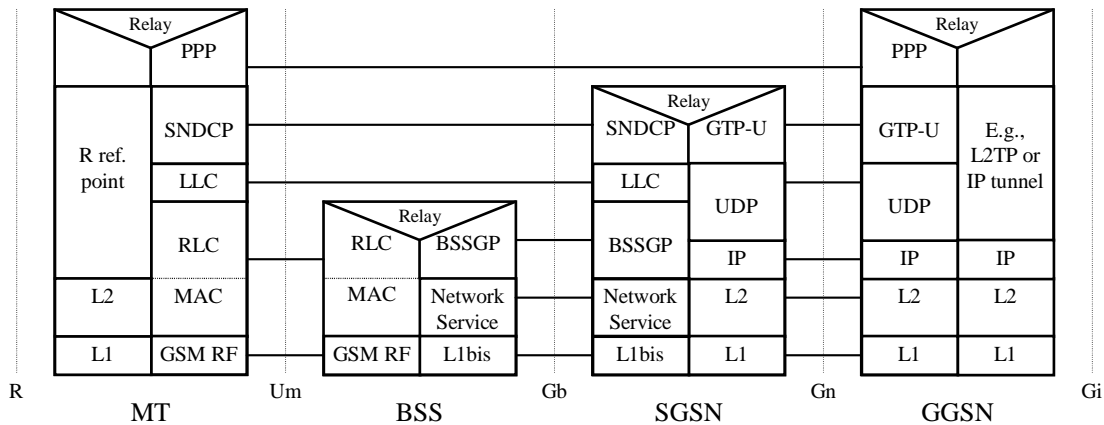 Relay
Relay
PPP
PPP
Relay
SNDCP
SNDCP
GTP-U
GTP-U
E.g.,
L2TP or
IP tunnel
R ref.
point
LLC
LLC
UDP
UDP
Relay
RLC
RLC
BSSGP
BSSGP
IP
IP
IP
L2
MAC
MAC
Network
Service
Network
Service
L2
L2
L2
L1
GSM RF
GSM RF
L1bis
L1bis
L1
L1
L1
R
Um
Gb
Gn
Gi
MT
BSS
SGSN
GGSN